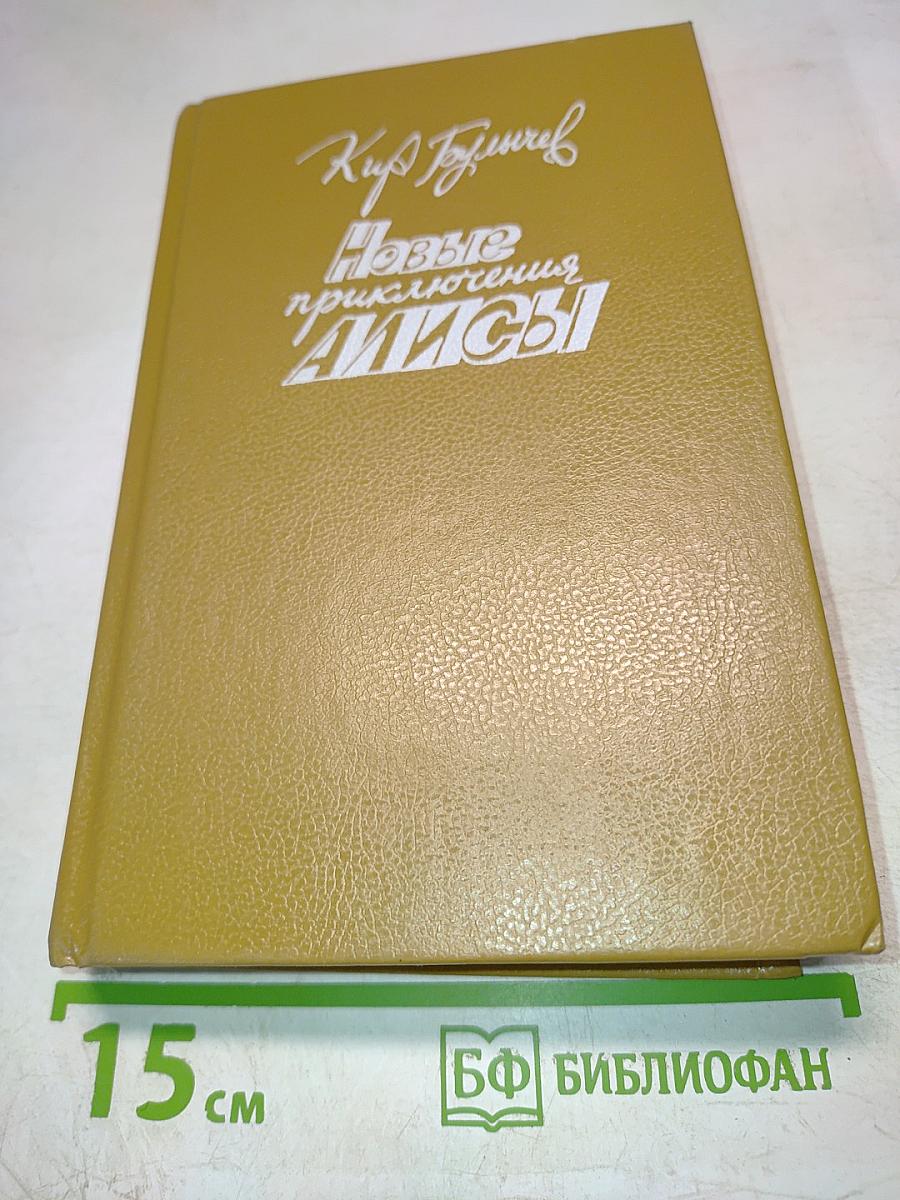 Кир Булычев
Новые
приключения
АЛИСЫ
15 см
БФ БИБЛИОФАН